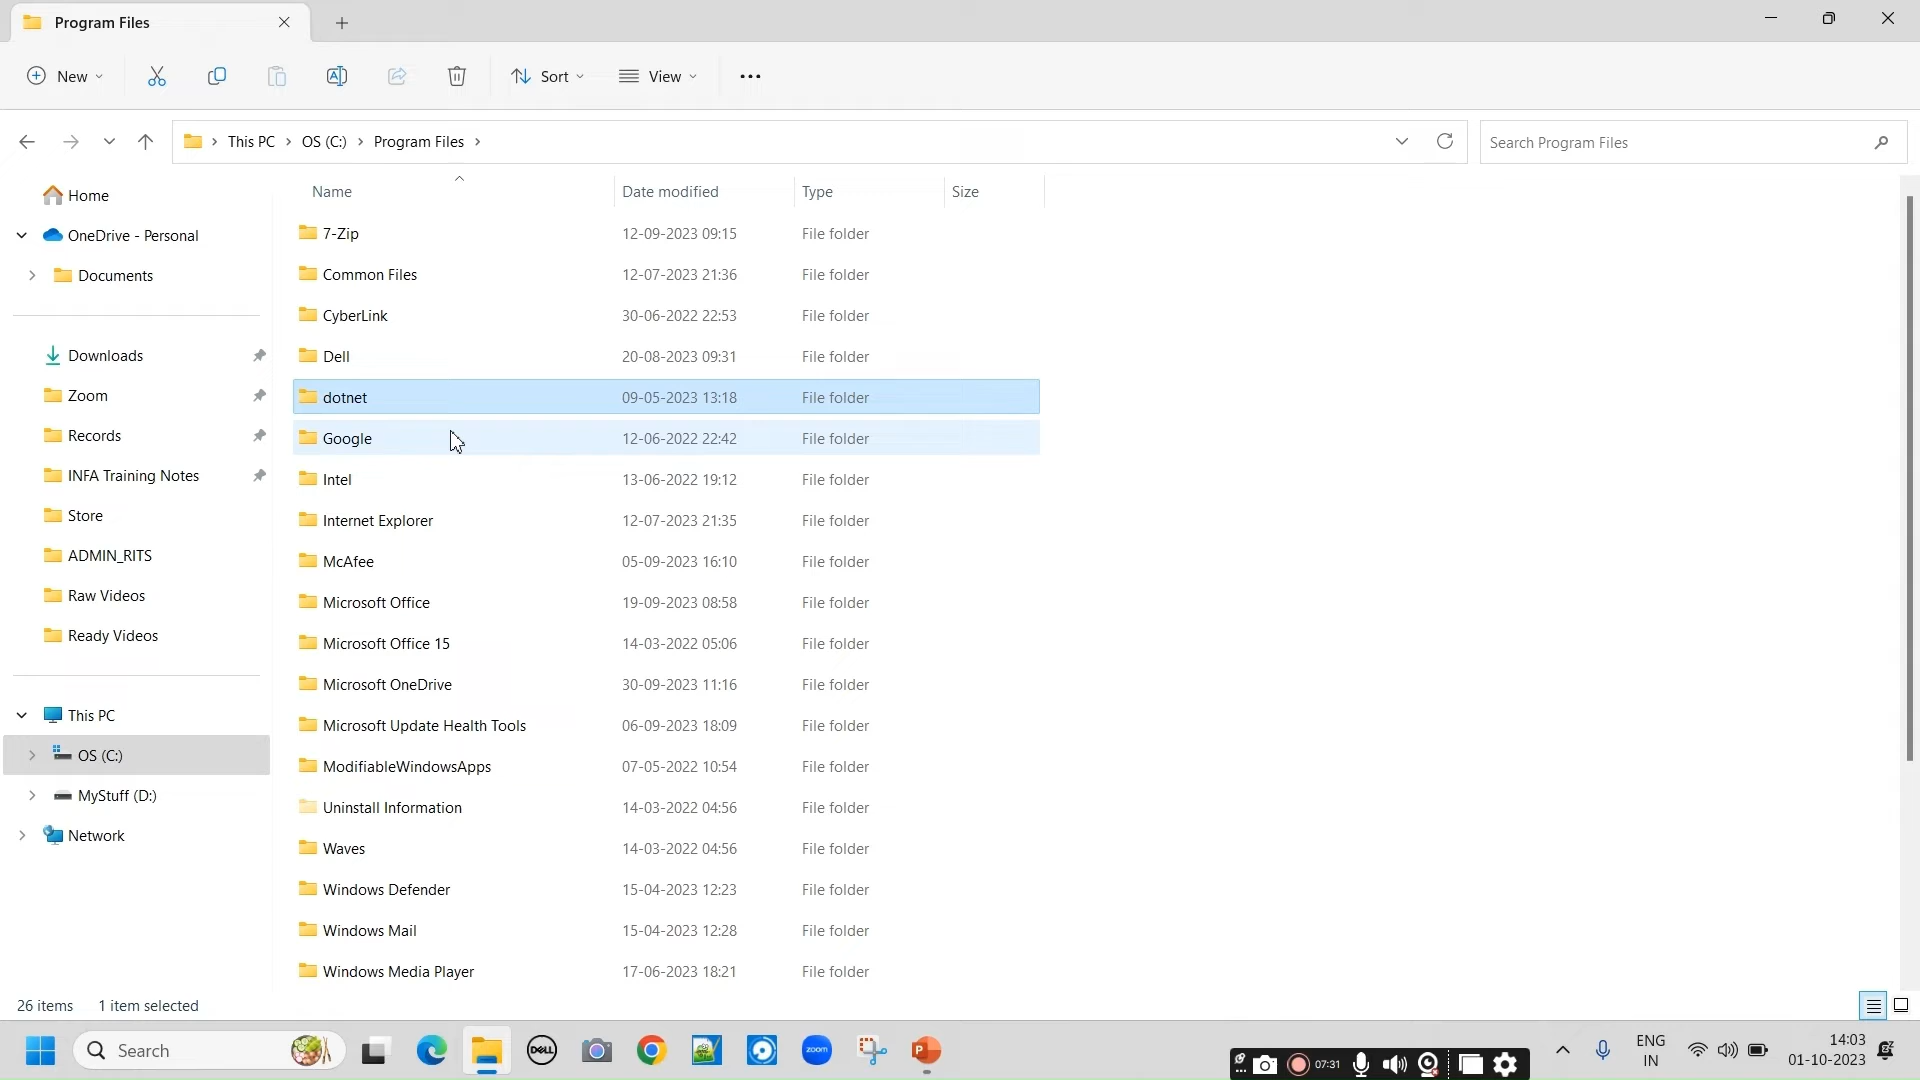 Program Files
New Sort View
This PC OS (C:) Program Files Search Program Files
Home
OneDrive - Personal
Documents
Downloads
Zoom
Records
INFA Training Notes
Store
ADMIN_RITS
Raw Videos
Ready Videos
This PC
OS (C:)
MyStuff (D:)
Network
Name Date modified Type Size
7-Zip 12-09-2023 09:15 File folder
Common Files 12-07-2023 21:36 File folder
CyberLink 30-06-2022 22:53 File folder
Dell 20-08-2023 09:31 File folder
dotnet 09-05-2023 13:18 File folder
Google 12-06-2022 22:42 File folder
Intel 13-06-2022 19:12 File folder
Internet Explorer 12-07-2023 21:35 File folder
McAfee 05-09-2023 16:10 File folder
Microsoft Office 19-09-2023 08:58 File folder
Microsoft Office 15 14-03-2022 05:06 File folder
Microsoft OneDrive 30-09-2023 11:16 File folder
Microsoft Update Health Tools 06-09-2023 18:09 File folder
ModifiableWindowsApps 07-05-2022 10:54 File folder
Uninstall Information 14-03-2022 04:56 File folder
Waves 14-03-2022 04:56 File folder
Windows Defender 15-04-2023 12:23 File folder
Windows Mail 15-04-2023 12:28 File folder
Windows Media Player 17-06-2023 18:21 File folder
26 items 1 item selected
Search DELL zoom P 07:31 ENG 14:03
IN 01-10-2023